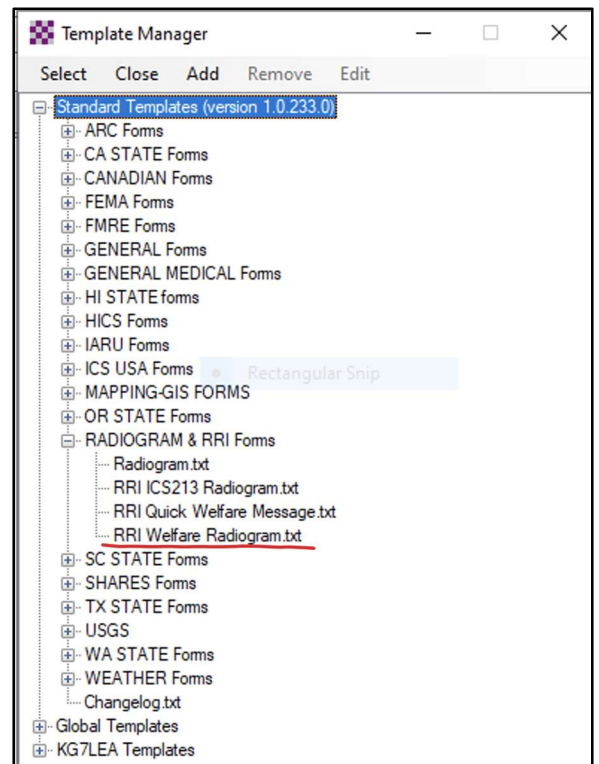 Template Manager
Select Close Add Remove Edit
Standard Templates (version 1.0.233.0)
ARC Forms
CA STATE Forms
CANADIAN Forms
FEMA Forms
FMRE Forms
GENERAL Forms
GENERAL MEDICAL Forms
HI STATE forms
HICS Forms
IARU Forms
ICS USA Forms
Rectangular Snip
MAPPING-GIS FORMS
OR STATE Forms
RADIOGRAM & RRI Forms
Radiogram.txt
RRI ICS213 Radiogram.txt
RRI Quick Welfare Message.txt
RRI Welfare Radiogram.txt
SC STATE Forms
SHARES Forms
TX STATE Forms
USGS
WA STATE Forms
WEATHER Forms
Changelog.txt
Global Templates
KG7LEA Templates